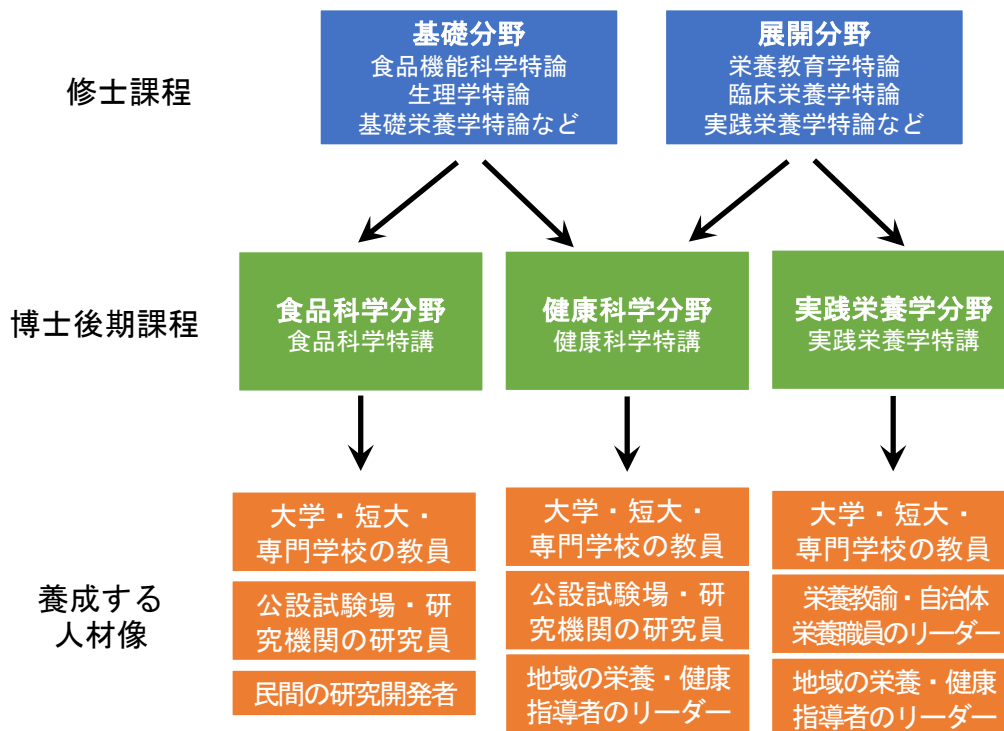 修士課程
基礎分野
食品機能科学特論
生理学特論
基礎栄養学特論など
展開分野
栄養教育学特論
臨床栄養学特論
実践栄養学特論など
博士後期課程
食品科学分野
食品科学特講
健康科学分野
健康科学特講
実践栄養学分野
実践栄養学特講
養成する
人材像
大学・短大・
専門学校の教員
公設試験場・研
究機関の研究員
民間の研究開発者
大学・短大・
専門学校の教員
公設試験場・研
究機関の研究員
地域の栄養・健康
指導者のリーダー
大学・短大・
専門学校の教員
栄養教諭・自治体
栄養職員のリーダー
地域の栄養・健康
指導者のリーダー